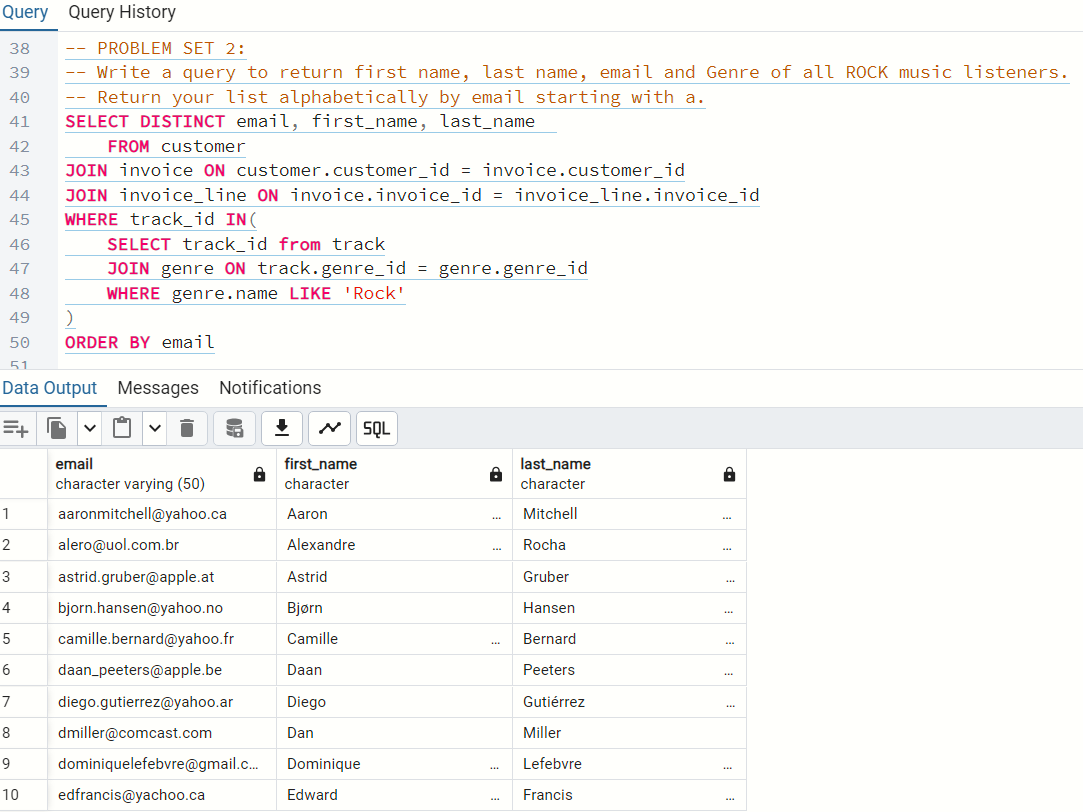 Query Query History
38 -- PROBLEM SET 2:
39 -- Write a query to return first name, last name, email and Genre of all ROCK music listeners.
40 -- Return your list alphabetically by email starting with a.
41 SELECT DISTINCT email, first_name, last_name
42 FROM customer
43 JOIN invoice ON customer.customer_id = invoice.customer_id
44 JOIN invoice_line ON invoice.invoice_id = invoice_line.invoice_id
45 WHERE track_id IN(
46 SELECT track_id from track
47 JOIN genre ON track.genre_id = genre.genre_id
48 WHERE genre.name LIKE 'Rock'
49 )
50 ORDER BY email
51
Data Output Messages Notifications
SQL
email first_name last_name
character varying (50) character character
1 aaronmitchell@yahoo.ca Aaron ... Mitchell ...
2 alero@uol.com.br Alexandre ... Rocha ...
3 astrid.gruber@apple.at Astrid Gruber ...
4 bjorn.hansen@yahoo.no Bjørn Hansen ...
5 camille.bernard@yahoo.fr Camille ... Bernard ...
6 daan_peeters@apple.be Daan Peeters ...
7 diego.gutierrez@yahoo.ar Diego Gutiérrez ...
8 dmiller@comcast.com Dan Miller
9 dominiquelefebvre@gmail.c... Dominique ... Lefebvre ...
10 edfrancis@yachoo.ca Edward ... Francis ...